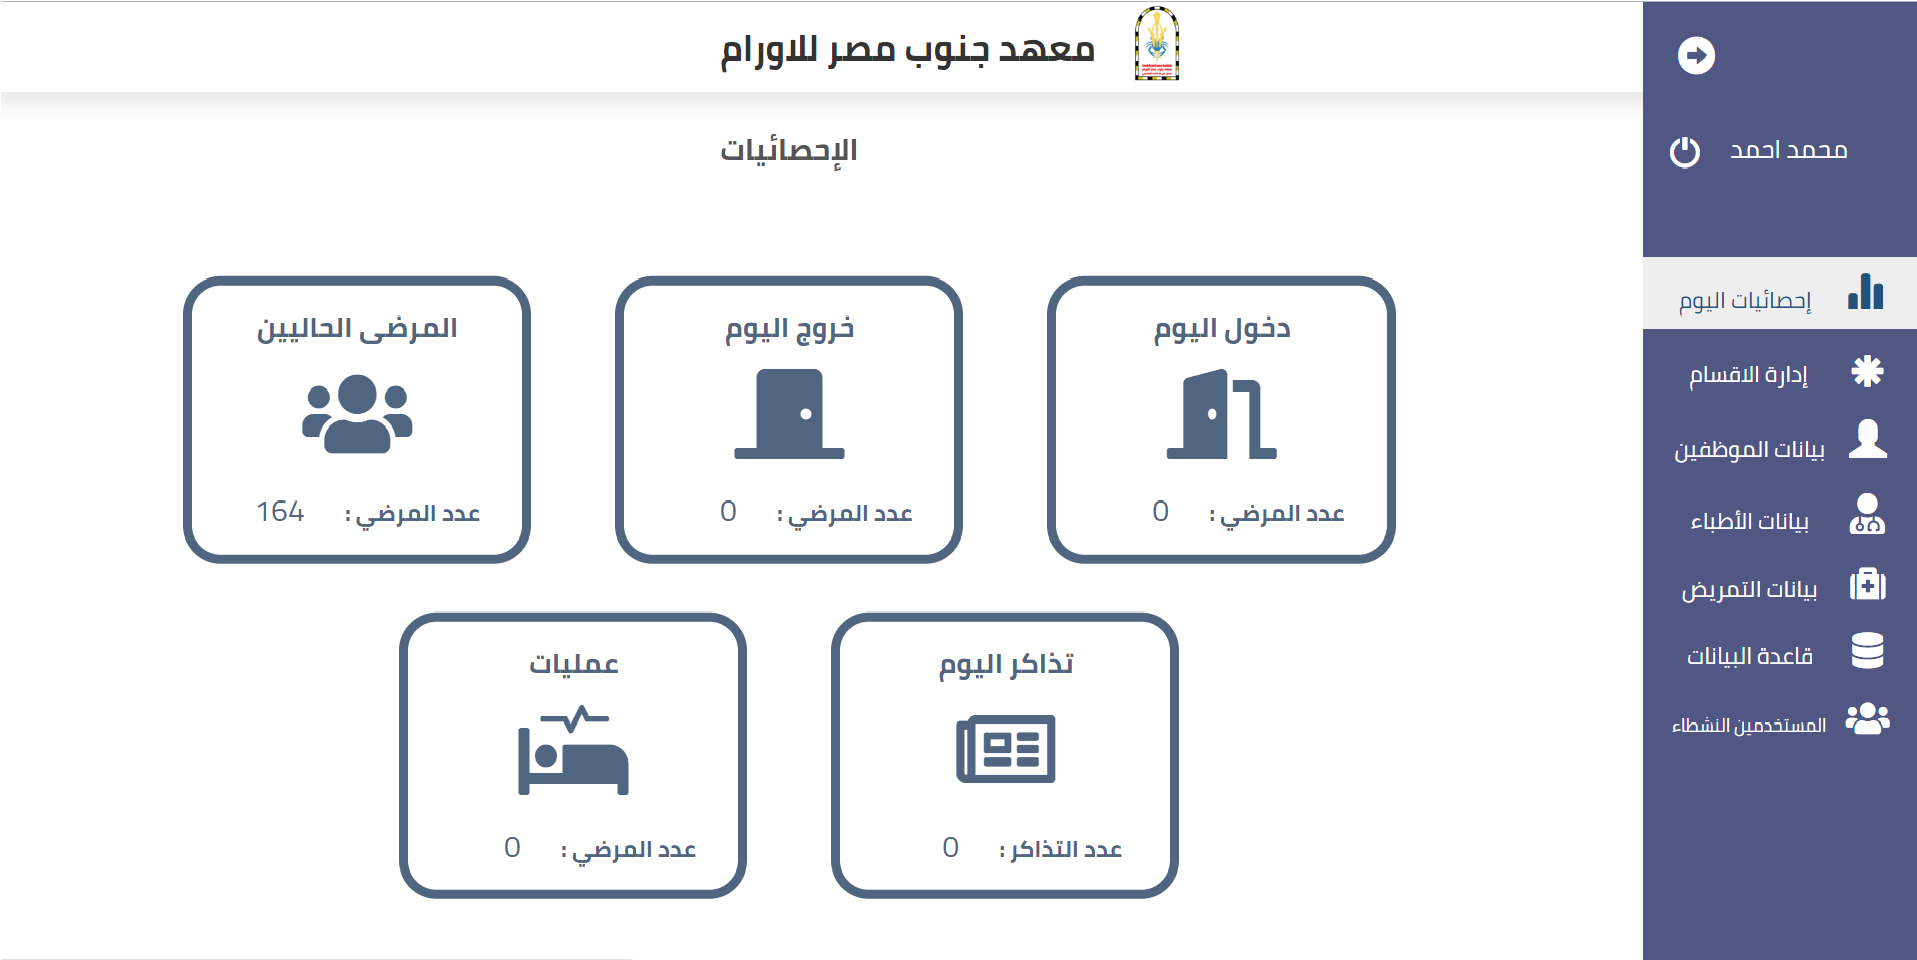 معهد جنوب مصر للاورام
محمد احمد
إحصائيات اليوم
إدارة الاقسام
بيانات الموظفين
بيانات الأطباء
بيانات التمريض
قاعدة البيانات
المستخدمين النشطاء
الإحصائيات
دخول اليوم
عدد المرضي : 0
خروج اليوم
عدد المرضي : 0
المرضى الحاليين
عدد المرضي : 164
تذاكر اليوم
عدد التذاكر : 0
عمليات
عدد المرضي : 0